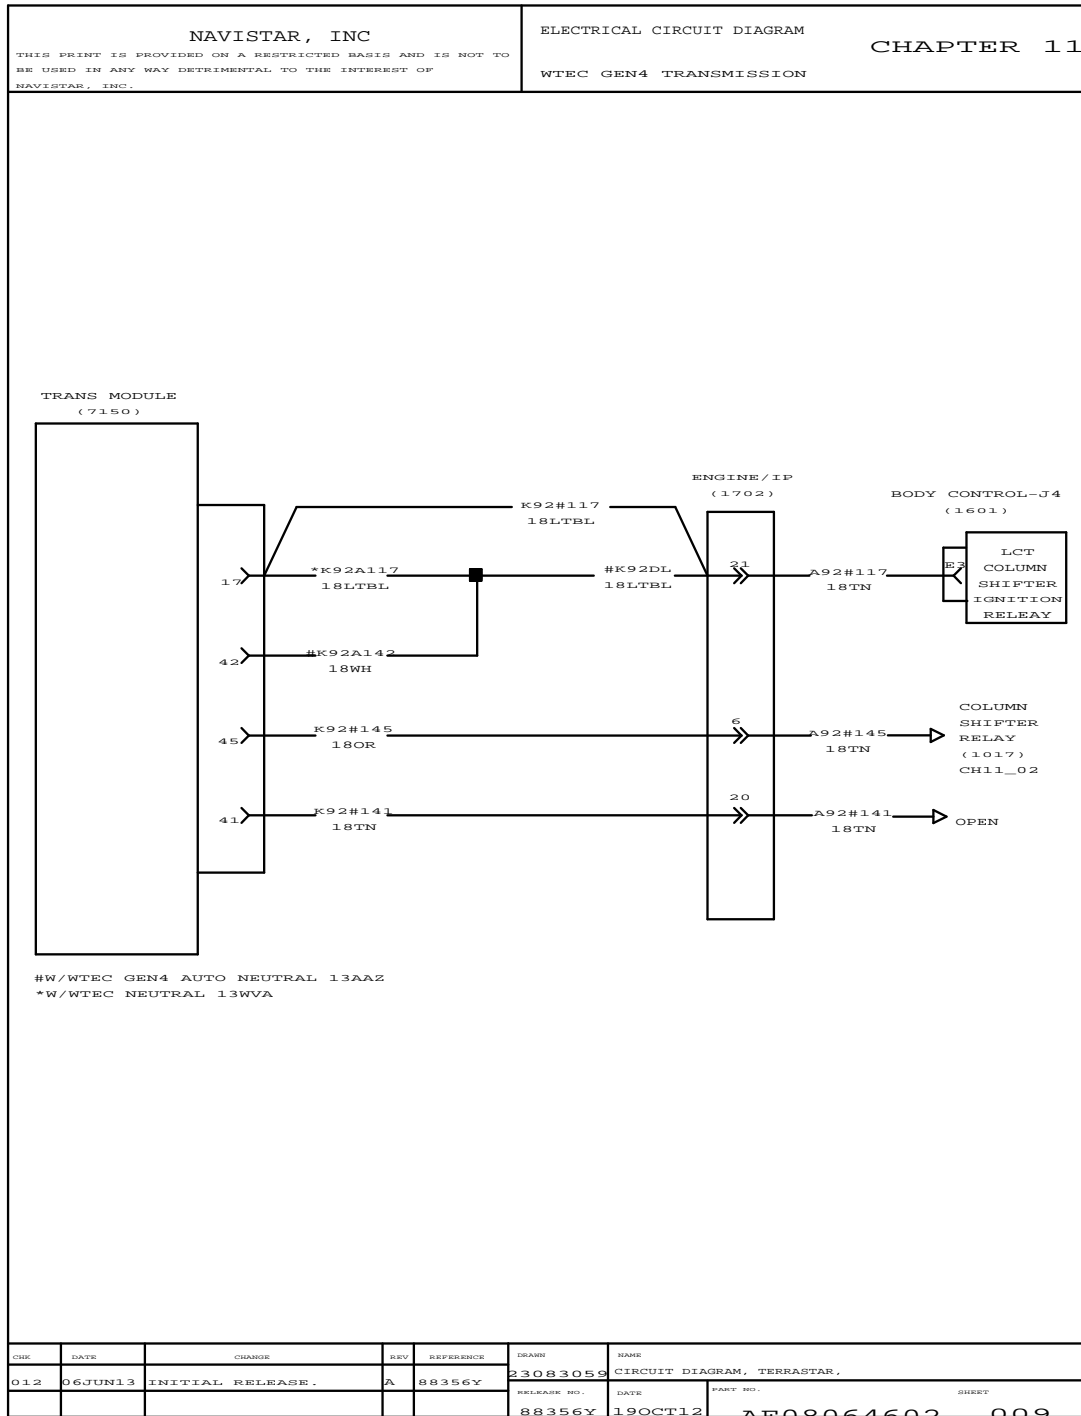 NAVISTAR, INC
THIS PRINT IS PROVIDED ON A RESTRICTED BASIS AND IS NOT TO
BE USED IN ANY WAY DETRIMENTAL TO THE INTEREST OF
NAVISTAR, INC.
ELECTRICAL CIRCUIT DIAGRAM
WTEC GEN4 TRANSMISSION
CHAPTER 11
TRANS MODULE
(7150)
ENGINE/IP
(1702)
BODY CONTROL-J4
(1601)
K92#117
18LTBL
17
*K92A117
18LTBL
#K92DL
18LTBL
21
A92#117
18TN
E3
LCT
COLUMN
SHIFTER
IGNITION
RELEAY
42
#K92A142
18WH
45
K92#145
18OR
6
A92#145
18TN
COLUMN
SHIFTER
RELAY
(1017)
CH11_02
41
K92#141
18TN
20
A92#141
18TN
OPEN
#W/WTEC GEN4 AUTO NEUTRAL 13AAZ
*W/WTEC NEUTRAL 13WVA
CHK DATE CHANGE REV REFERENCE
012 06JUN13 INITIAL RELEASE. A 88356Y
DRAWN
23083059
NAME
CIRCUIT DIAGRAM, TERRASTAR,
RELEASE NO.
88356Y
DATE
19OCT12
PART NO.
AF08064602
SHEET
009